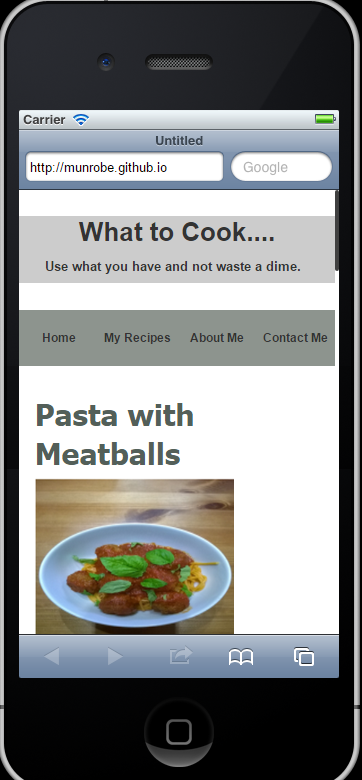 Carrier
Untitled
http://munrobe.github.io Google
What to Cook....
Use what you have and not waste a dime.
Home My Recipes About Me Contact Me
Pasta with
Meatballs